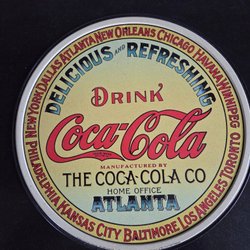 NEW YORK DALLAS ATLANTA NEW ORLEANS CHICAGO HAVANA WINNIPEG
DELICIOUS AND REFRESHING
DRINK
Coca-Cola
MANUFACTURED BY
THE COCA-COLA CO
HOME OFFICE
ATLANTA
PHILADELPHIA KANSAS CITY BALTIMORE LOS ANGELES TORONTO